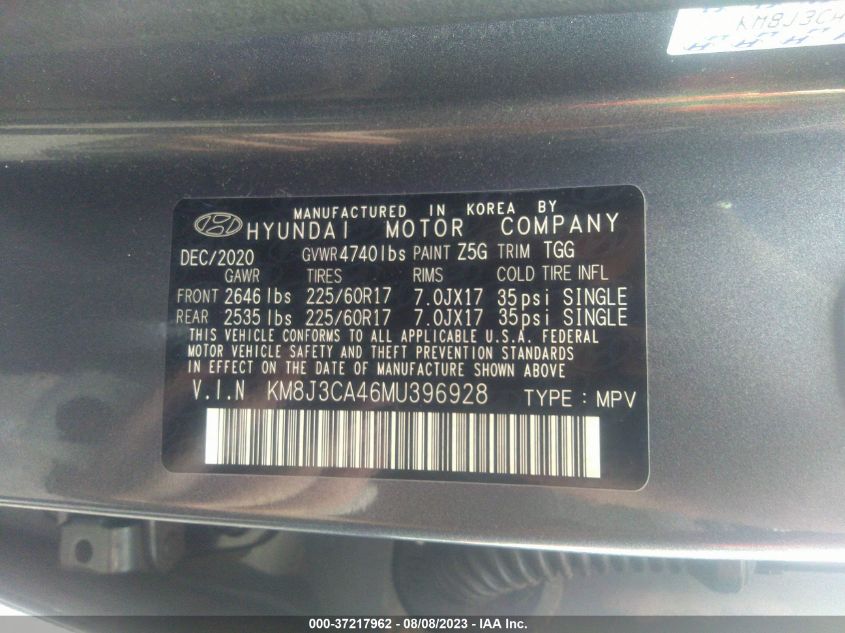 KM8J3CA
MANUFACTURED IN KOREA BY
HYUNDAI MOTOR COMPANY
DEC/2020 GVWR 4740lbs PAINT Z5G TRIM TGG
GAWR TIRES RIMS COLD TIRE INFL
FRONT 2646 lbs 225/60R17 7.0JX17 35psi SINGLE
REAR 2535 lbs 225/60R17 7.0JX17 35psi SINGLE
THIS VEHICLE CONFORMS TO ALL APPLICABLE U.S.A. FEDERAL
MOTOR VEHICLE SAFETY AND THEFT PREVENTION STANDARDS
IN EFFECT ON THE DATE OF MANUFACTURE SHOWN ABOVE
V.I.N KM8J3CA46MU396928 TYPE : MPV
000-37217962 - 08/08/2023 - IAA Inc.